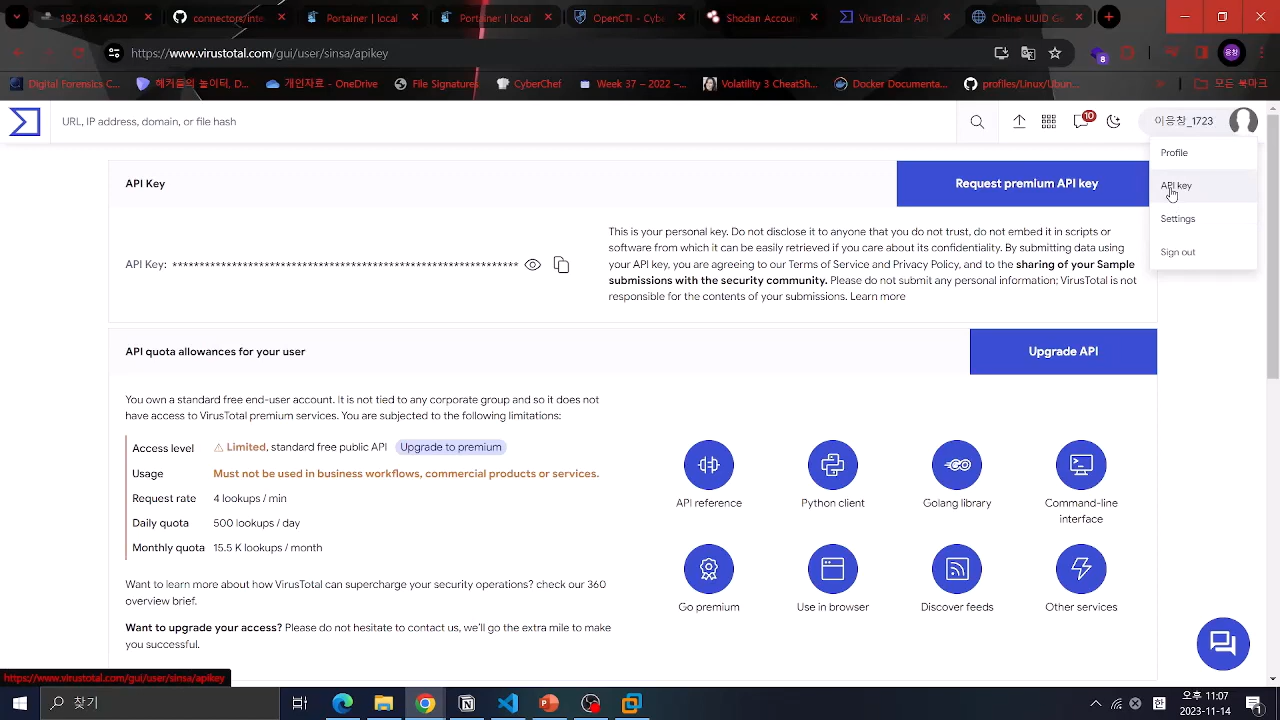 192.168.140.20
connectors/inte
Portainer | local
Portainer | local
OpenCTI - Cybe
Shodan Accoun
VirusTotal - API
Online UUID Ge
https://www.virustotal.com/gui/user/sinsa/apikey
8
응창
Digital Forensics C...
해커들의 놀이터, D...
개인자료 - OneDrive
File Signatures
CyberChef
Week 37 – 2022 –...
Volatility 3 CheatSh...
Docker Documenta...
profiles/Linux/Ubun...
모든 북마크
URL, IP address, domain, or file hash
10
이응창_1723
Profile
API key
Settings
Sign out
API Key
Request premium API key
API Key: ****************************************************************
This is your personal key. Do not disclose it to anyone that you do not trust, do not embed it in scripts or
software from which it can be easily retrieved if you care about its confidentiality. By submitting data using
your API key, you are agreeing to our Terms of Service and Privacy Policy, and to the sharing of your Sample
submissions with the security community. Please do not submit any personal information; VirusTotal is not
responsible for the contents of your submissions. Learn more
API quota allowances for your user
Upgrade API
You own a standard free end-user account. It is not tied to any corporate group and so it does not
have access to VirusTotal premium services. You are subjected to the following limitations:
Access level Limited, standard free public API Upgrade to premium
Usage Must not be used in business workflows, commercial products or services.
Request rate 4 lookups / min
Daily quota 500 lookups / day
Monthly quota 15.5 K lookups / month
Want to learn more about how VirusTotal can supercharge your security operations? check our 360
overview brief.
Want to upgrade your access? Please do not hesitate to contact us, we'll go the extra mile to make
you successful.
API reference
Python client
Golang library
Command-line
interface
Go premium
Use in browser
Discover feeds
Other services
https://www.virustotal.com/gui/user/sinsa/apikey
찾기
한
오후 11:07
2023-11-14